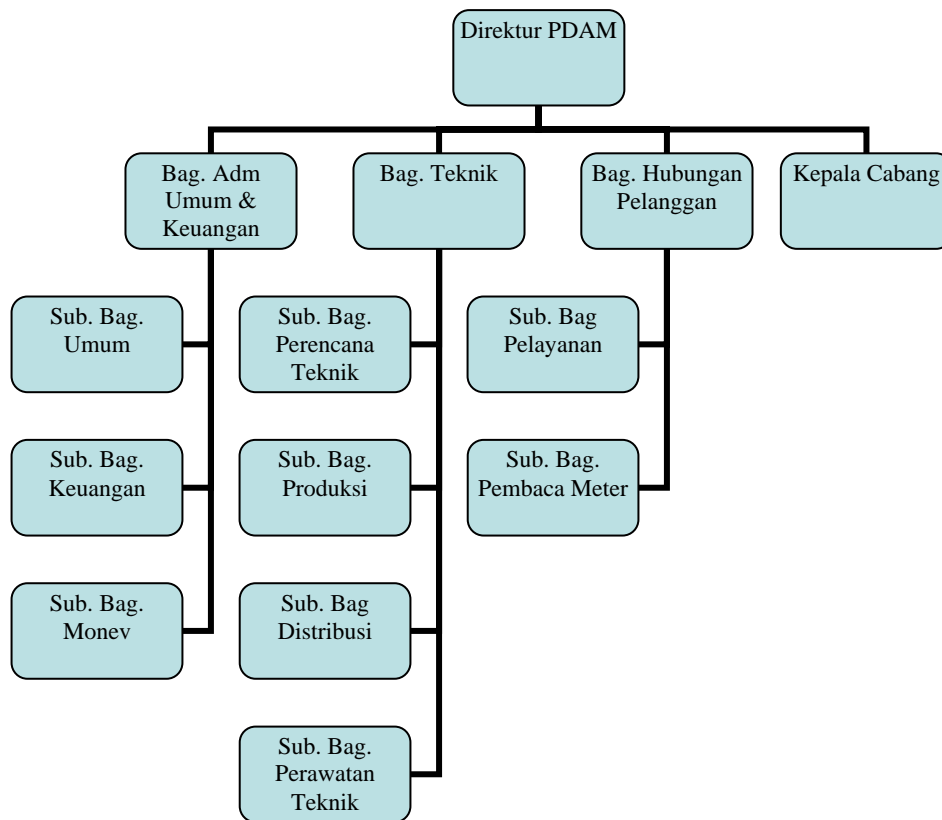 Direktur PDAM
Bag. Adm
Umum &
Keuangan
Bag. Teknik
Bag. Hubungan
Pelanggan
Kepala Cabang
Sub. Bag.
Umum
Sub. Bag.
Perencana
Teknik
Sub. Bag
Pelayanan
Sub. Bag.
Keuangan
Sub. Bag.
Produksi
Sub. Bag.
Pembaca Meter
Sub. Bag.
Monev
Sub. Bag
Distribusi
Sub. Bag.
Perawatan
Teknik